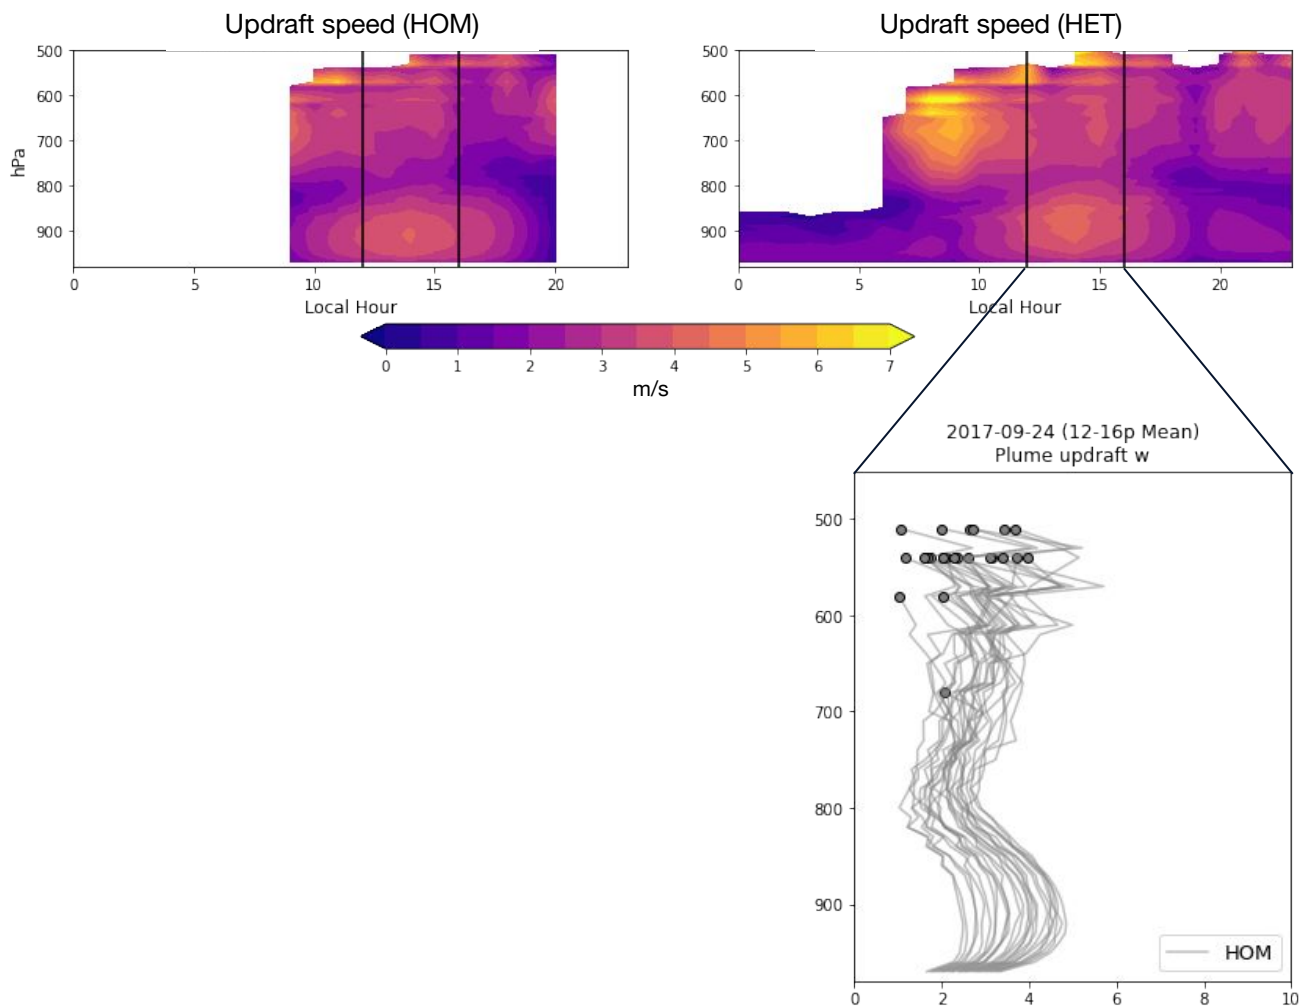 Updraft speed (HOM)
Updraft speed (HET)
500
600
700
800
900
hPa
0 5 10 15 20
Local Hour
500
600
700
800
900
0 5 10 15 20
Local Hour
0 1 2 3 4 5 6 7
m/s
2017-09-24 (12-16p Mean)
Plume updraft w
500
600
700
800
900
HOM
0 2 4 6 8 10